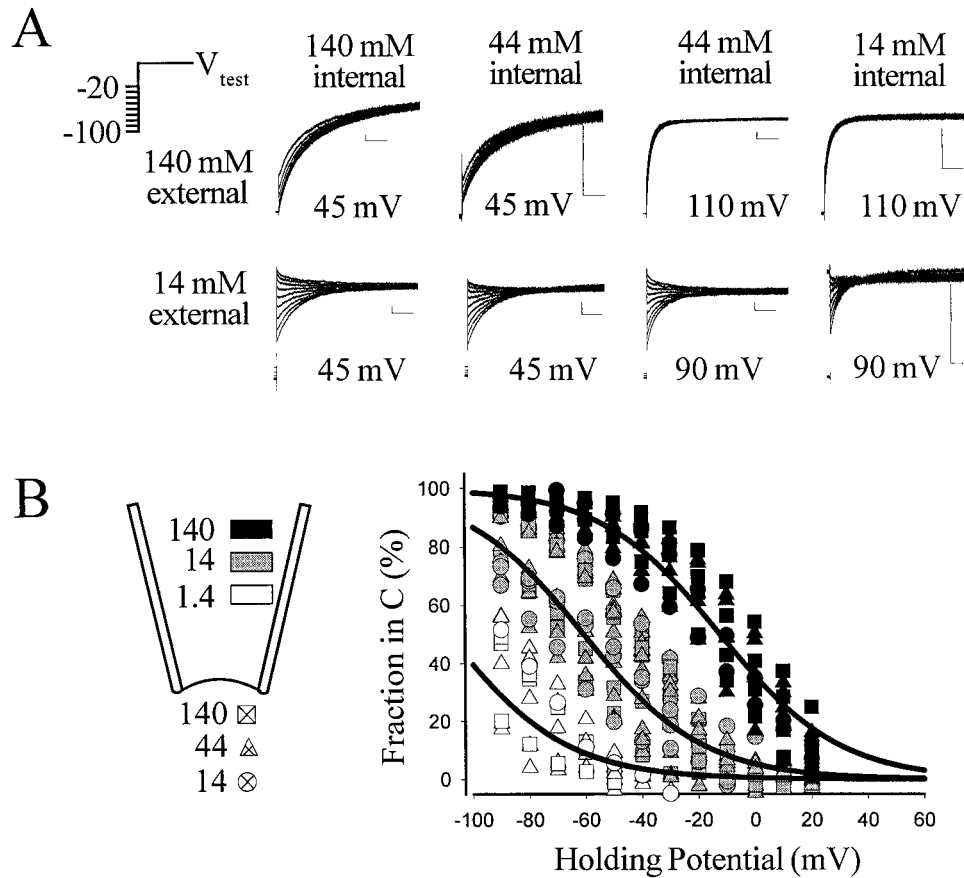 A
140 mM internal
44 mM internal
44 mM internal
14 mM internal
V test
-20
-100
140 mM external
45 mV
45 mV
110 mV
110 mV
14 mM external
45 mV
45 mV
90 mV
90 mV
B
140
14
1.4
140
44
14
Fraction in C (%)
100
80
60
40
20
0
-100 -80 -60 -40 -20 0 20 40 60
Holding Potential (mV)